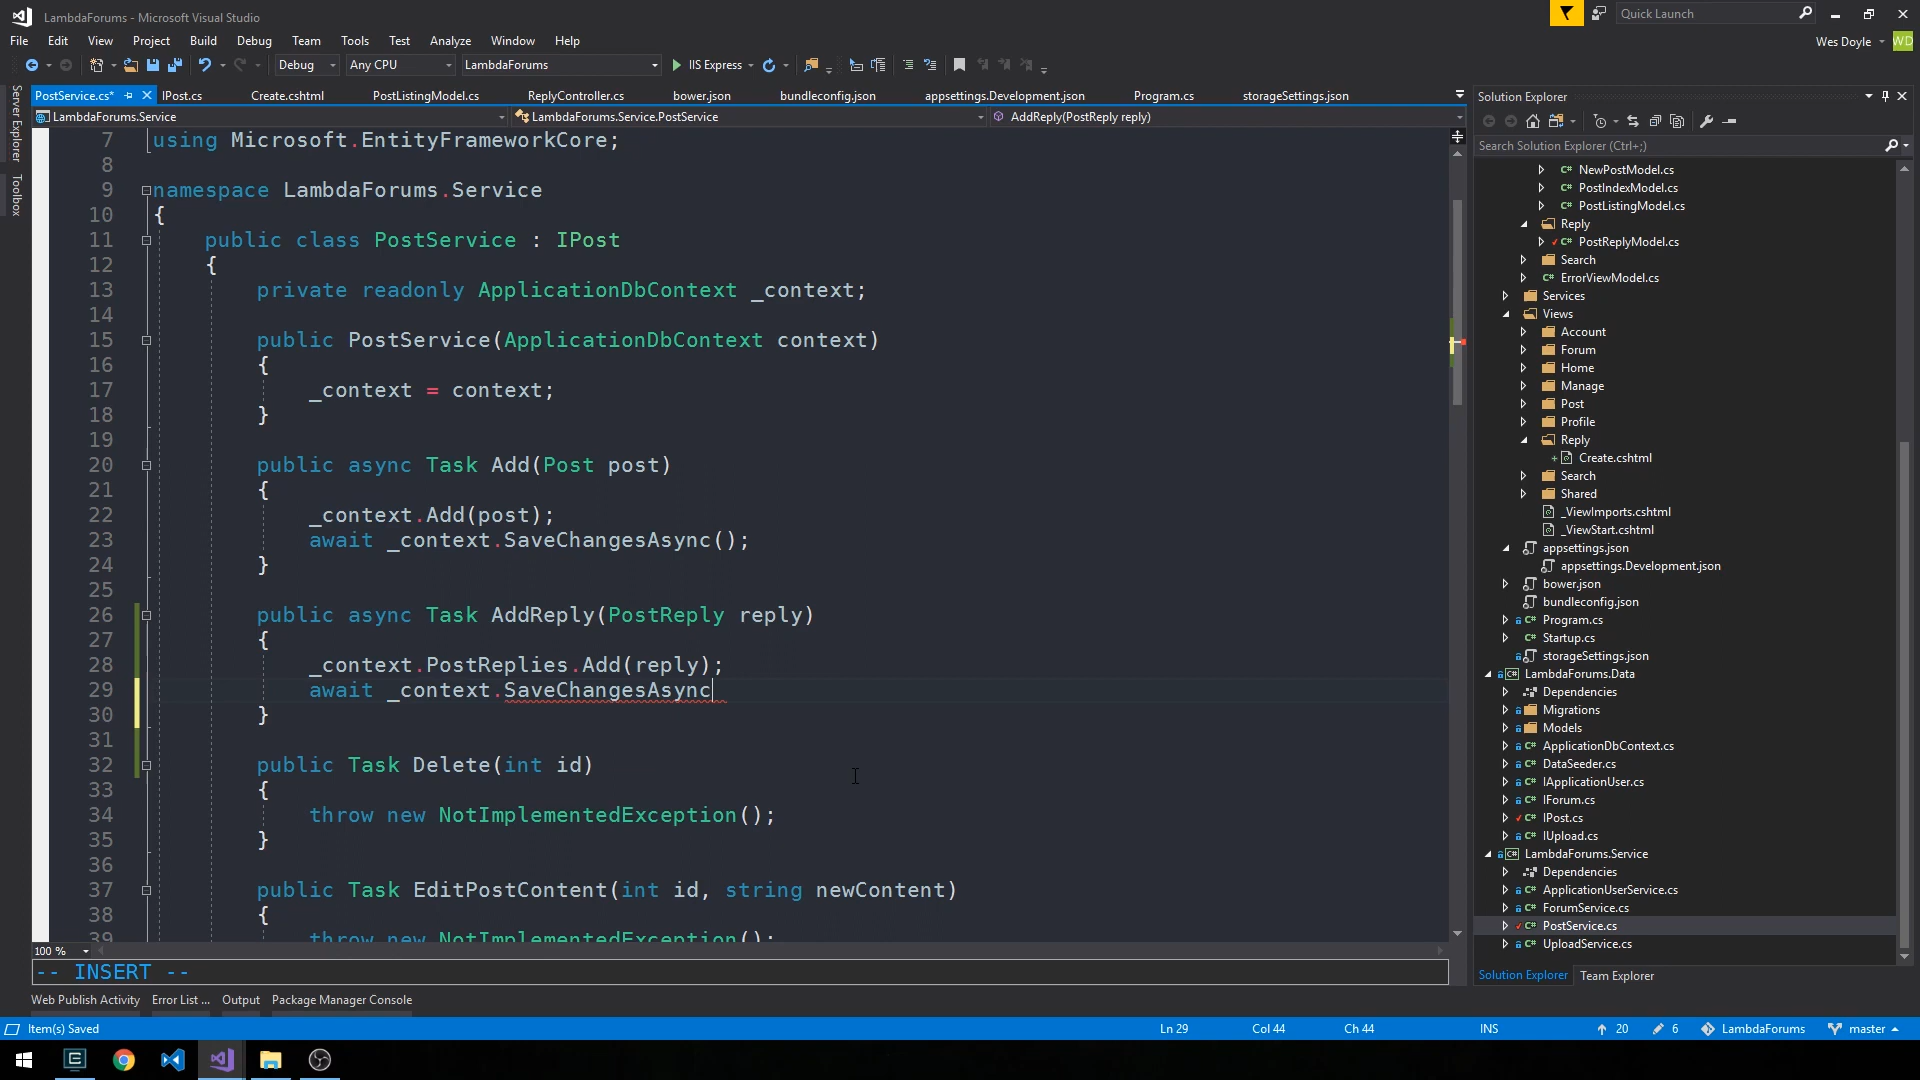 LambdaForums - Microsoft Visual Studio
Quick Launch
File Edit View Project Build Debug Team Tools Test Analyze Window Help
Wes Doyle WD
Debug Any CPU LambdaForums IIS Express
PostService.cs* IPost.cs Create.cshtml PostListingModel.cs ReplyController.cs bower.json bundleconfig.json appsettings.Development.json Program.cs storageSettings.json
LambdaForums.Service LambdaForums.Service.PostService AddReply(PostReply reply)
Server Explorer
Toolbox
7 using Microsoft.EntityFrameworkCore;
8
9 namespace LambdaForums.Service
10 {
11 public class PostService : IPost
12 {
13 private readonly ApplicationDbContext _context;
14
15 public PostService(ApplicationDbContext context)
16 {
17 _context = context;
18 }
19
20 public async Task Add(Post post)
21 {
22 _context.Add(post);
23 await _context.SaveChangesAsync();
24 }
25
26 public async Task AddReply(PostReply reply)
27 {
28 _context.PostReplies.Add(reply);
29 await _context.SaveChangesAsync
30 }
31
32 public Task Delete(int id)
33 {
34 throw new NotImplementedException();
35 }
36
37 public Task EditPostContent(int id, string newContent)
38 {
39 throw new NotImplementedException();
100 %
-- INSERT --
Web Publish Activity Error List ... Output Package Manager Console
Item(s) Saved Ln 29 Col 44 Ch 44 INS 20 6 LambdaForums master
Solution Explorer
Search Solution Explorer (Ctrl+;)
C# NewPostModel.cs
C# PostIndexModel.cs
C# PostListingModel.cs
Reply
C# PostReplyModel.cs
Search
C# ErrorViewModel.cs
Services
Views
Account
Forum
Home
Manage
Post
Profile
Reply
Create.cshtml
Search
Shared
_ViewImports.cshtml
_ViewStart.cshtml
appsettings.json
appsettings.Development.json
bower.json
bundleconfig.json
C# Program.cs
C# Startup.cs
storageSettings.json
C# LambdaForums.Data
Dependencies
Migrations
Models
C# ApplicationDbContext.cs
C# DataSeeder.cs
C# IApplicationUser.cs
C# IForum.cs
C# IPost.cs
C# IUpload.cs
C# LambdaForums.Service
Dependencies
C# ApplicationUserService.cs
C# ForumService.cs
C# PostService.cs
C# UploadService.cs
Solution Explorer Team Explorer